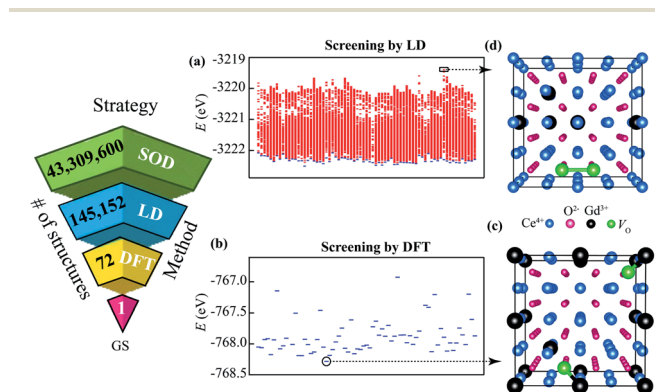 Strategy
43,309,600 SOD
145,152 LD
72 DFT
1
GS
# of structures
Method
(a)
Screening by LD
E (eV)
-3219
-3220
-3221
-3222
(b)
Screening by DFT
E (eV)
-767.0
-767.5
-768.0
-768.5
(d)
Ce4+ O2- Gd3+ VO
(c)